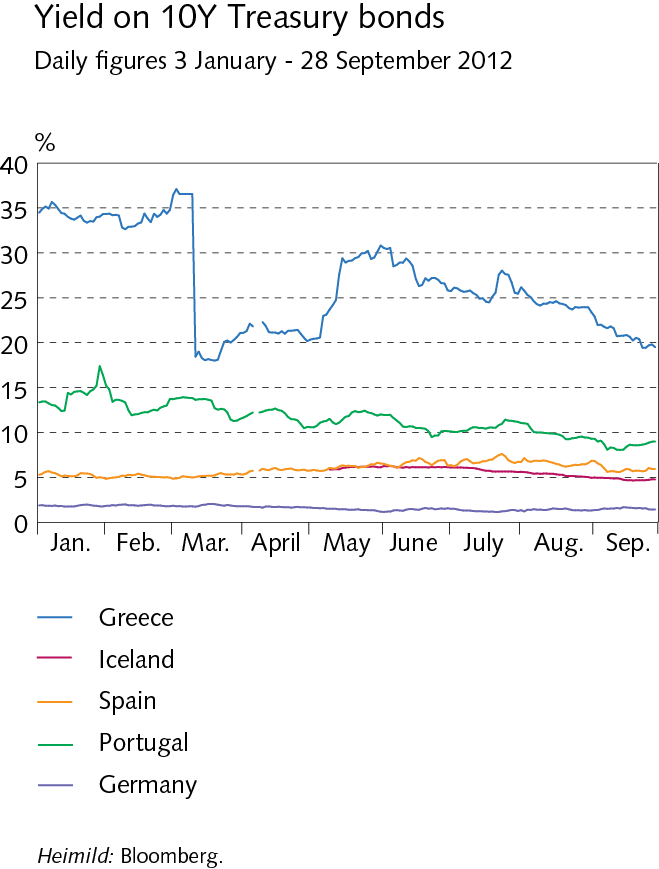 Yield on 10Y Treasury bonds
Daily figures 3 January - 28 September 2012
%
40
35
30
25
20
15
10
5
0
Jan. Feb. Mar. April May June July Aug. Sep.
Greece
Iceland
Spain
Portugal
Germany
Heimild: Bloomberg.